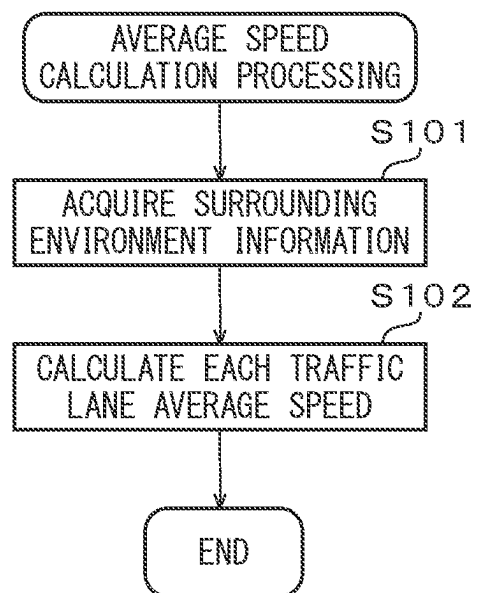 AVERAGE SPEED
CALCULATION PROCESSING
S101
ACQUIRE SURROUNDING
ENVIRONMENT INFORMATION
S102
CALCULATE EACH TRAFFIC
LANE AVERAGE SPEED
END